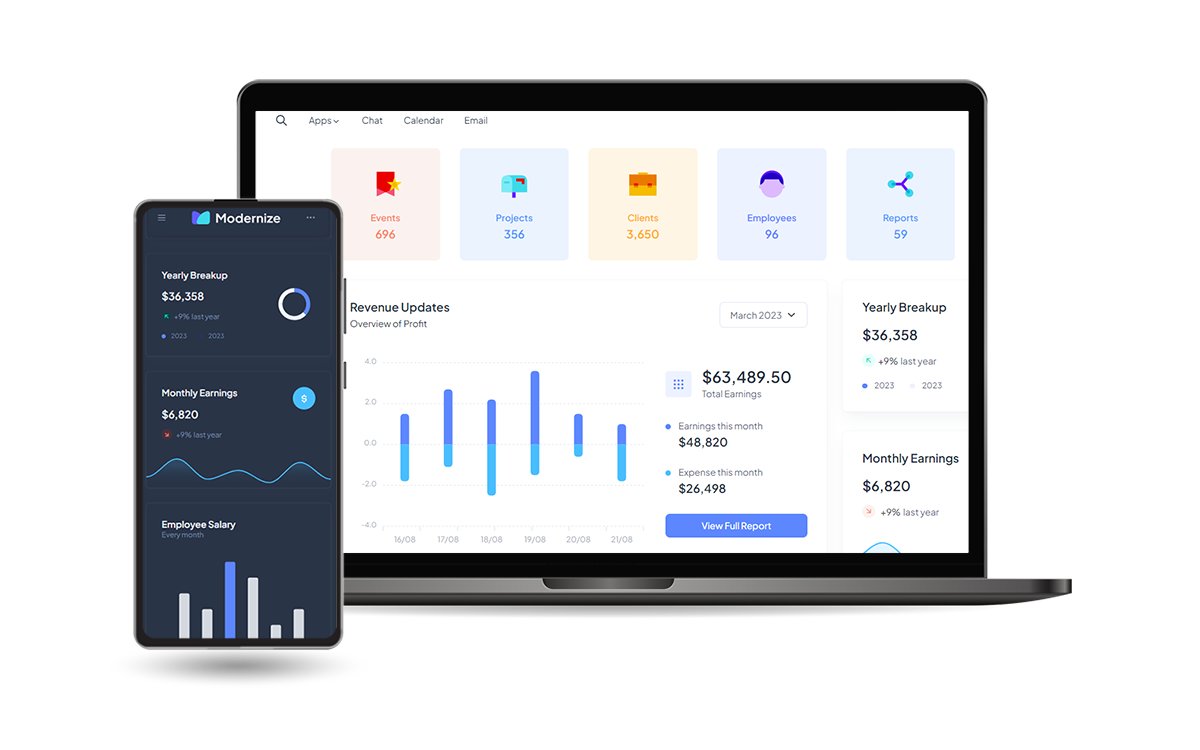 Apps
Chat
Calendar
Email
Events
696
Projects
356
Clients
3,650
Employees
96
Reports
59
Revenue Updates
Overview of Profit
March 2023
4.0
2.0
0.0
-2.0
-4.0
16/08
17/08
18/08
19/08
20/08
21/08
$63,489.50
Total Earnings
Earnings this month
$48,820
Expense this month
$26,498
View Full Report
Yearly Breakup
$36,358
+9% last year
2023
2023
Monthly Earnings
$6,820
+9% last year
Modernize
Yearly Breakup
$36,358
+9% last year
2023
2023
Monthly Earnings
$
$6,820
+9% last year
Employee Salary
Every month